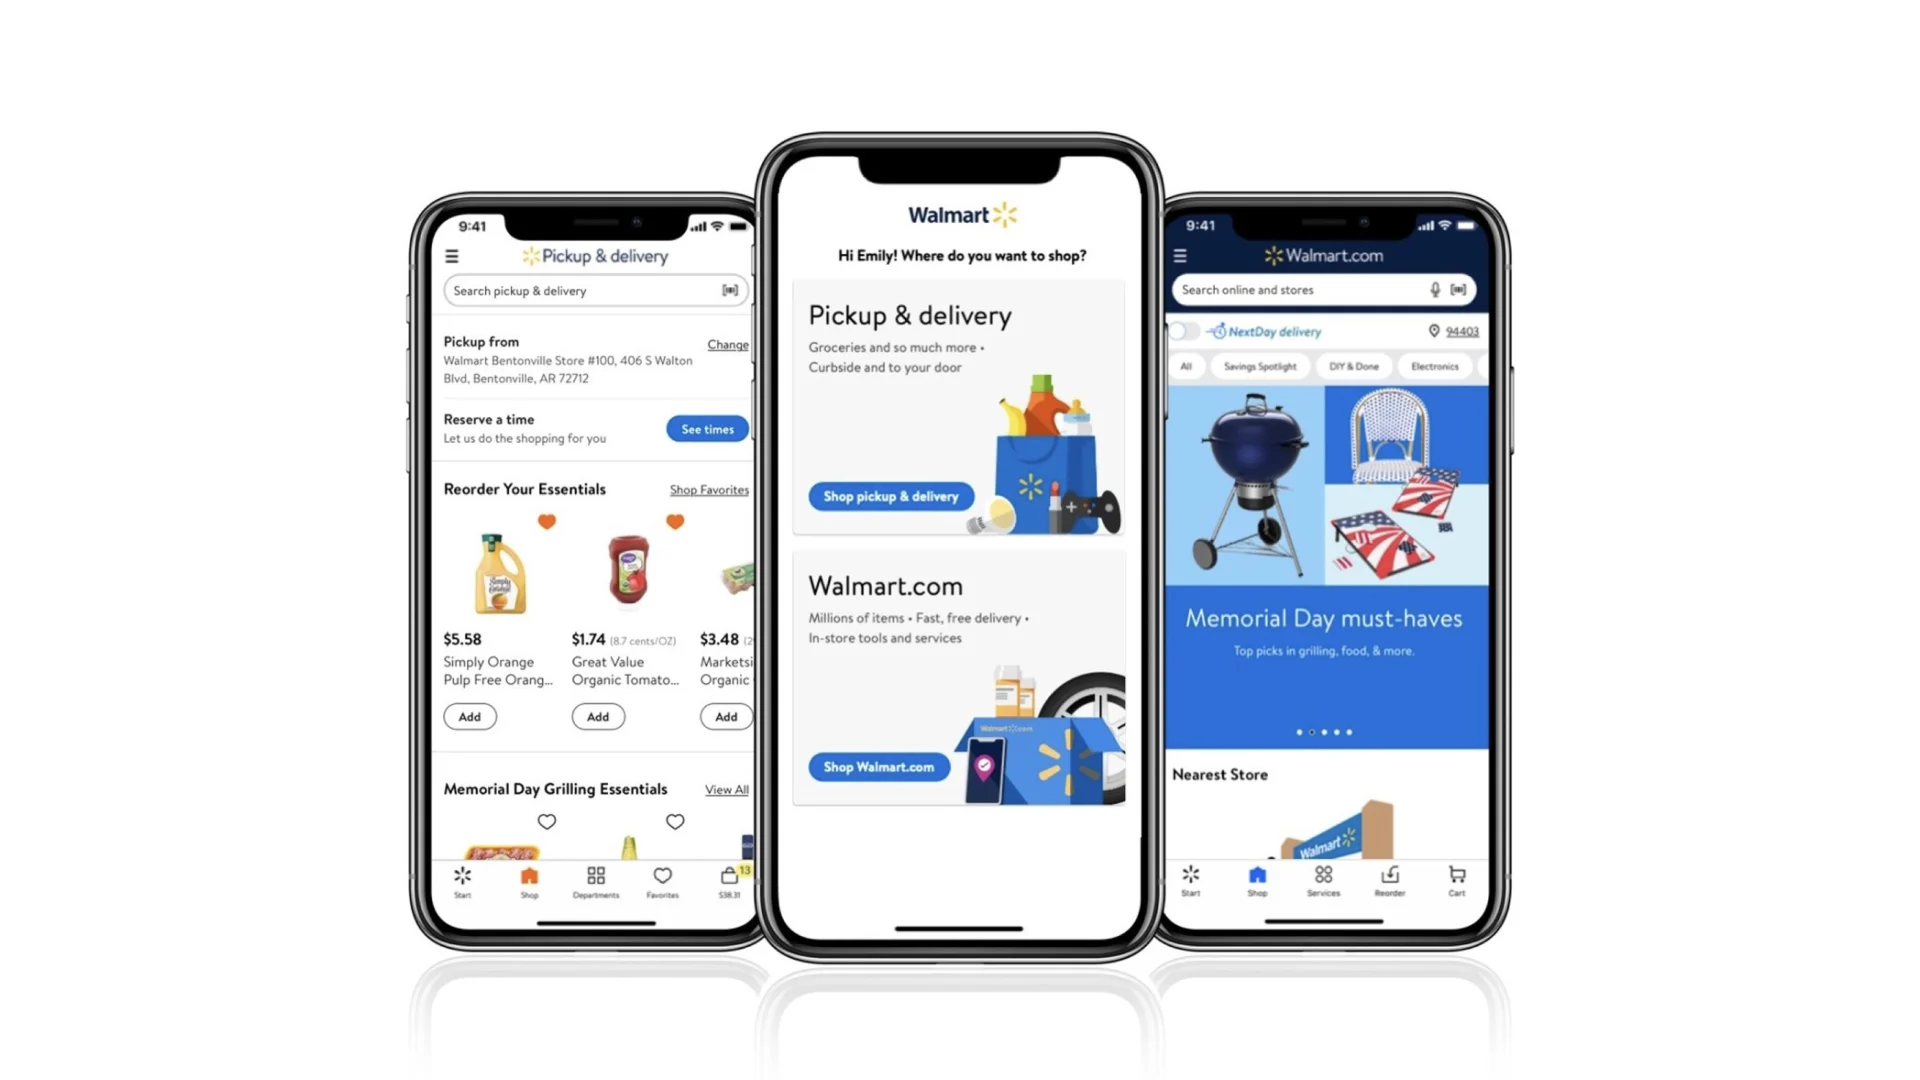 9:41
Pickup & delivery
Search pickup & delivery
Pickup from
Change
Walmart Bentonville Store #100, 406 S Walton
Blvd, Bentonville, AR 72712
Reserve a time
Let us do the shopping for you
See times
Reorder Your Essentials
Shop Favorites
Simply
Orange
$5.58
$1.74 (8.7 cents/OZ)
$3.48
Simply Orange
Pulp Free Orang...
Great Value
Organic Tomato...
Marketsi
Organic
Add
Add
Add
Memorial Day Grilling Essentials
View All
13
Start
Shop
Departments
Favorites
$38.31
Walmart
Hi Emily! Where do you want to shop?
Pickup & delivery
Groceries and so much more •
Curbside and to your door
Shop pickup & delivery
Walmart.com
Millions of items • Fast, free delivery •
In-store tools and services
Walmart.com
Shop Walmart.com
9:41
Walmart.com
Search online and stores
NextDay delivery
94403
All
Savings Spotlight
DIY & Done
Electronics
Memorial Day must-haves
Top picks in grilling, food, & more.
Nearest Store
Walmart
Start
Shop
Services
Reorder
Cart